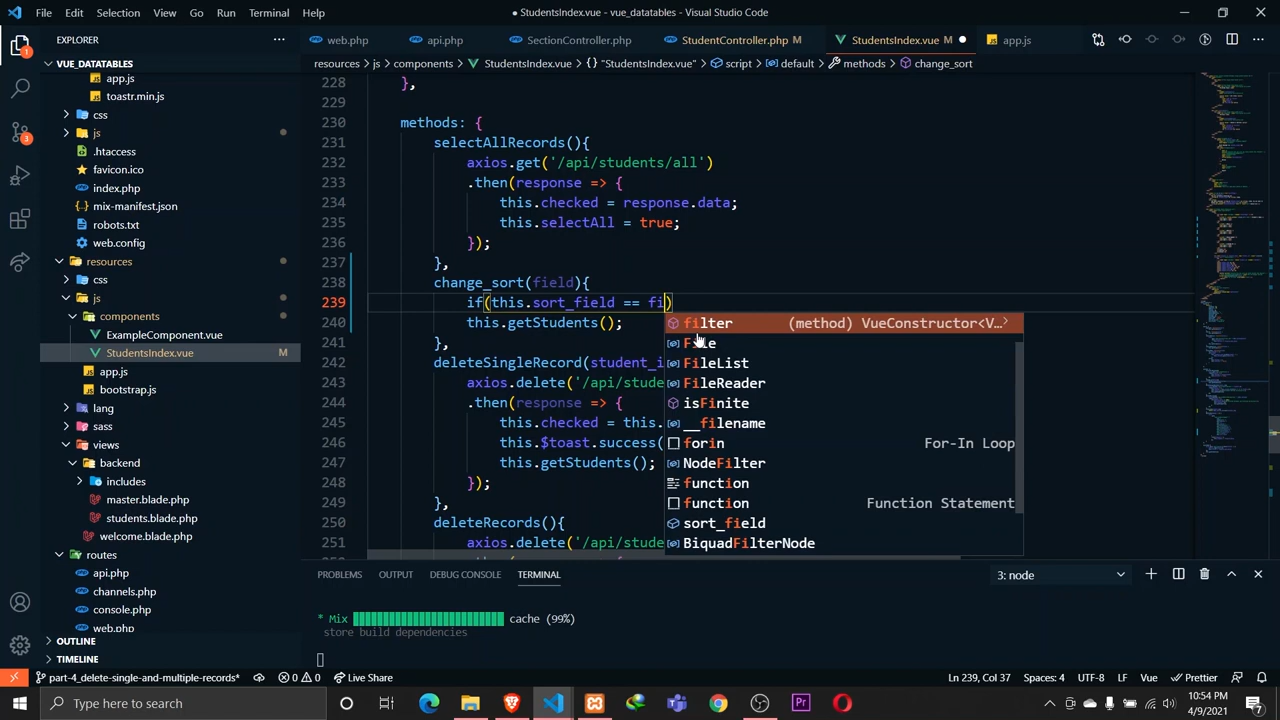 File Edit Selection View Go Run Terminal Help
StudentsIndex.vue - vue_datatables - Visual Studio Code
EXPLORER
web.php
api.php
SectionController.php
StudentController.php M
StudentsIndex.vue M
app.js
VUE_DATATABLES
resources > js > components > StudentsIndex.vue > {} "StudentsIndex.vue" > script > default > methods > change_sort
app.js
toastr.min.js
css
js
.htaccess
favicon.ico
index.php
mix-manifest.json
robots.txt
web.config
resources
css
js
components
ExampleComponent.vue
StudentsIndex.vue M
app.js
bootstrap.js
lang
sass
views
backend
includes
master.blade.php
students.blade.php
welcome.blade.php
routes
api.php
channels.php
console.php
web.php
OUTLINE
TIMELINE
228 },
229
230 methods: {
231 selectAllRecords(){
232 axios.get('/api/students/all')
233 .then(response => {
234 this.checked = response.data;
235 this.selectAll = true;
236 });
237 },
238 change_sort(field){
239 if(this.sort_field == fi)
240 this.getStudents();
241 },
242 deleteSingleRecord(student_i
243 axios.delete('/api/stude
244 then(response => {
245 this.checked = this.
246 this.$toast.success(
247 this.getStudents();
248 });
249 },
250 deleteRecords(){
251 axios.delete('/api/stude
filter (method) VueConstructor<V...
FileList
FileReader
isFinite
__filename
forin For-In Loop
NodeFilter
function
function Function Statement
sort_field
BiquadFilterNode
PROBLEMS OUTPUT DEBUG CONSOLE TERMINAL
3: node
* Mix cache (99%)
store build dependencies
part-4_delete-single-and-multiple-records* 0 0 Live Share
Ln 239, Col 37 Spaces: 4 UTF-8 LF Vue Prettier
Type here to search
10:54 PM
4/9/2021